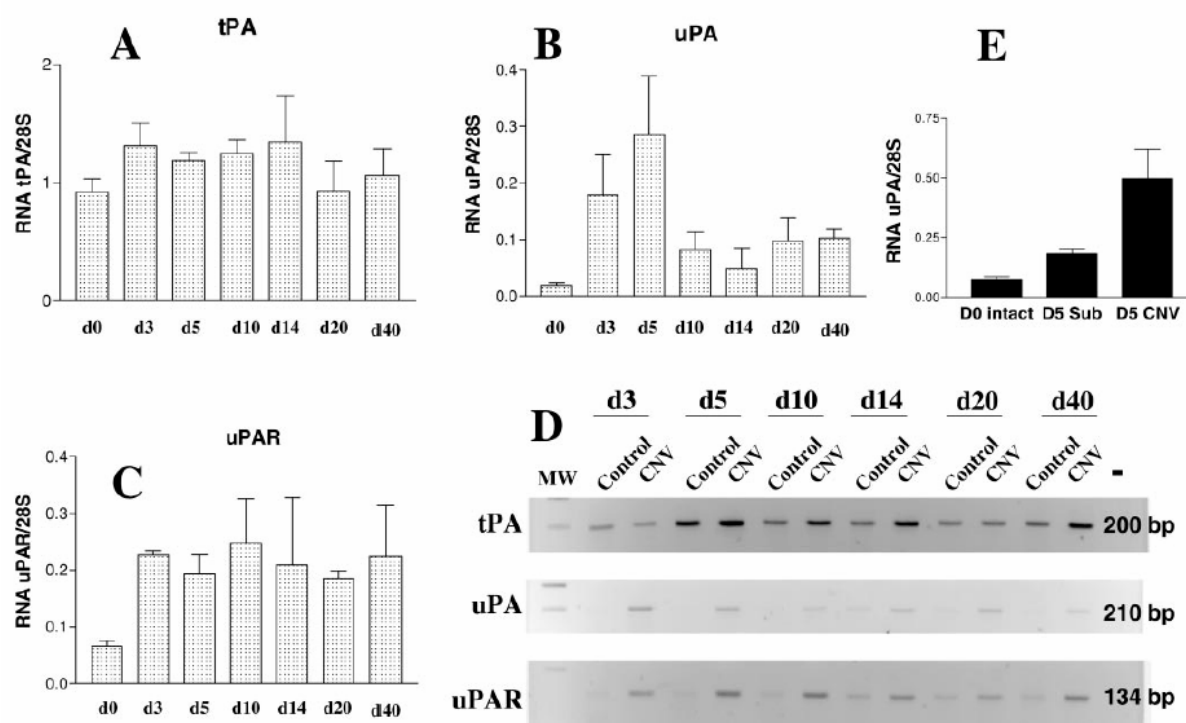 A
tPA
RNA tPA/28S
2
1
0
d0 d3 d5 d10 d14 d20 dl40
B
uPA
RNA uPA/28S
0.4
0.3
0.2
0.1
0.0
d0 d3 d5 d10 d14 d20 d40
E
RNA uPA/28S
0.75
0.50
0.25
0.00
D0 intact D5 Sub D5 CNV
C
uPAR
RNA uPAR/28S
0.4
0.3
0.2
0.1
0.0
d0 d3 d5 d10 d14 d20 dl40
D
d3 d5 d10 d14 d20 d40
MW Control CNV Control CNV Control CNV Control CNV Control CNV Control CNV -
tPA 200 bp
uPA 210 bp
uPAR 134 bp